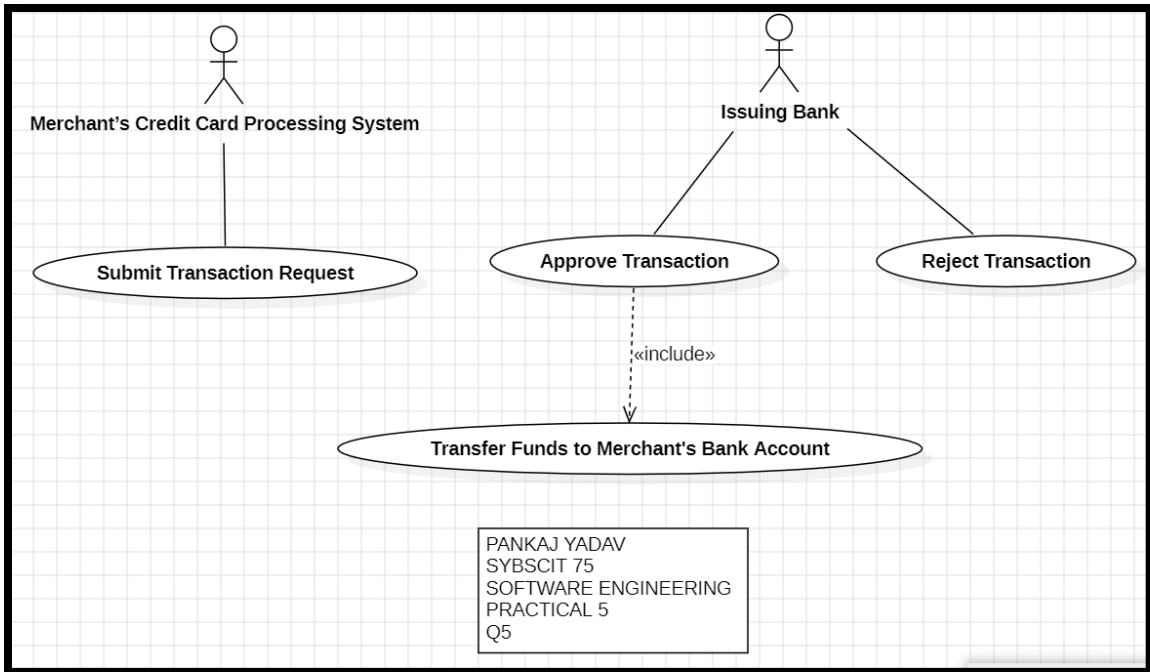 Merchant’s Credit Card Processing System
Issuing Bank
Submit Transaction Request
Approve Transaction
Reject Transaction
«include»
Transfer Funds to Merchant's Bank Account
PANKAJ YADAV
SYBSCIT 75
SOFTWARE ENGINEERING
PRACTICAL 5
Q5